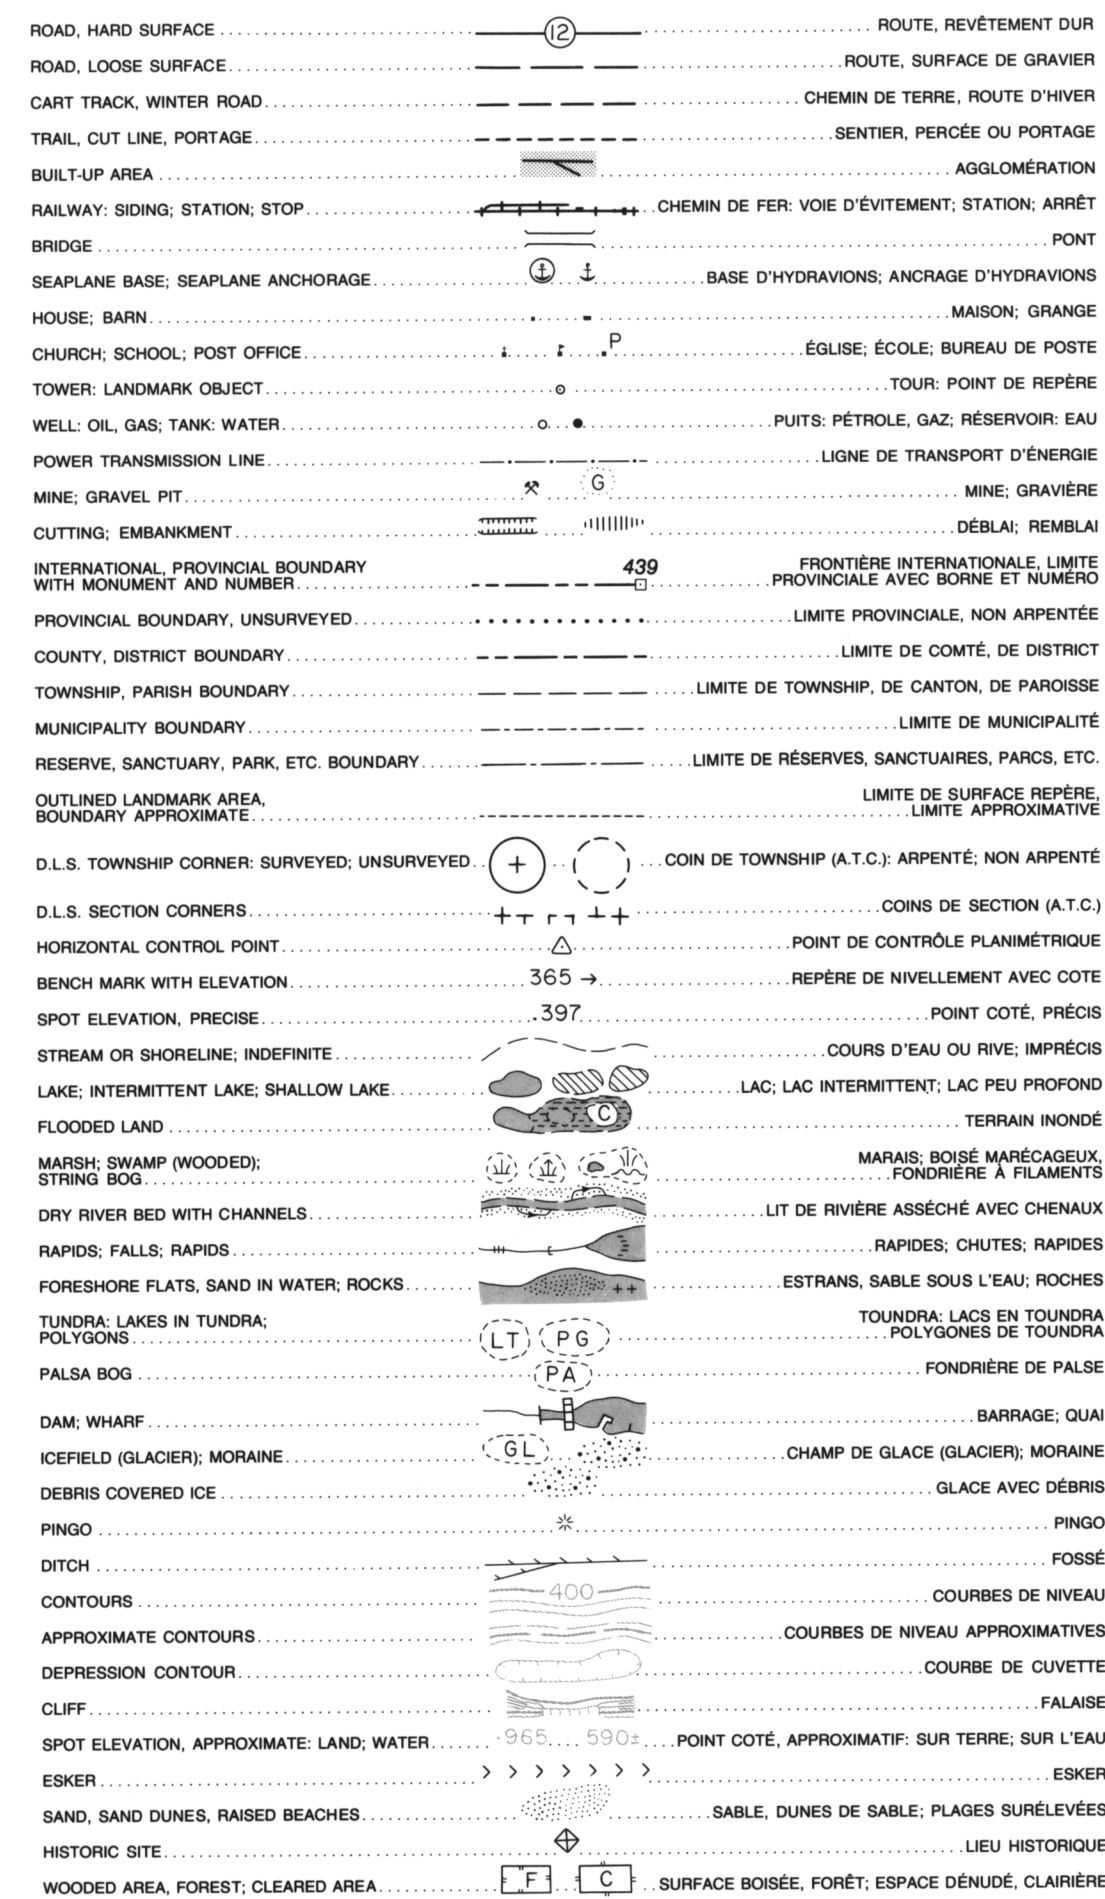 ROAD, HARD SURFACE 12 ROUTE, REVÊTEMENT DUR
ROAD, LOOSE SURFACE ROUTE, SURFACE DE GRAVIER
CART TRACK, WINTER ROAD CHEMIN DE TERRE, ROUTE D'HIVER
TRAIL, CUT LINE, PORTAGE SENTIER, PERCÉE OU PORTAGE
BUILT-UP AREA AGGLOMÉRATION
RAILWAY: SIDING; STATION; STOP CHEMIN DE FER: VOIE D'ÉVITEMENT; STATION; ARRÊT
BRIDGE PONT
SEAPLANE BASE; SEAPLANE ANCHORAGE BASE D'HYDRAVIONS; ANCRAGE D'HYDRAVIONS
HOUSE; BARN MAISON; GRANGE
CHURCH; SCHOOL; POST OFFICE P ÉGLISE; ÉCOLE; BUREAU DE POSTE
TOWER: LANDMARK OBJECT TOUR: POINT DE REPÈRE
WELL: OIL, GAS; TANK: WATER PUITS: PÉTROLE, GAZ; RÉSERVOIR: EAU
POWER TRANSMISSION LINE LIGNE DE TRANSPORT D'ÉNERGIE
MINE; GRAVEL PIT G MINE; GRAVIÈRE
CUTTING; EMBANKMENT DÉBLAI; REMBLAI
INTERNATIONAL, PROVINCIAL BOUNDARY 439 FRONTIÈRE INTERNATIONALE, LIMITE
WITH MONUMENT AND NUMBER PROVINCIALE AVEC BORNE ET NUMÉRO
PROVINCIAL BOUNDARY, UNSURVEYED LIMITE PROVINCIALE, NON ARPENTÉE
COUNTY, DISTRICT BOUNDARY LIMITE DE COMTÉ, DE DISTRICT
TOWNSHIP, PARISH BOUNDARY LIMITE DE TOWNSHIP, DE CANTON, DE PAROISSE
MUNICIPALITY BOUNDARY LIMITE DE MUNICIPALITÉ
RESERVE, SANCTUARY, PARK, ETC. BOUNDARY LIMITE DE RÉSERVES, SANCTUAIRES, PARCS, ETC.
OUTLINED LANDMARK AREA, LIMITE DE SURFACE REPÈRE,
BOUNDARY APPROXIMATE LIMITE APPROXIMATIVE
D.L.S. TOWNSHIP CORNER: SURVEYED; UNSURVEYED COIN DE TOWNSHIP (A.T.C.): ARPENTÉ; NON ARPENTÉ
D.L.S. SECTION CORNERS COINS DE SECTION (A.T.C.)
HORIZONTAL CONTROL POINT POINT DE CONTRÔLE PLANIMÉTRIQUE
BENCH MARK WITH ELEVATION 365 → REPÈRE DE NIVELLEMENT AVEC COTE
SPOT ELEVATION, PRECISE .397 POINT COTÉ, PRÉCIS
STREAM OR SHORELINE; INDEFINITE COURS D'EAU OU RIVE; IMPRÉCIS
LAKE; INTERMITTENT LAKE; SHALLOW LAKE LAC; LAC INTERMITTENT; LAC PEU PROFOND
FLOODED LAND C TERRAIN INONDÉ
MARSH; SWAMP (WOODED); MARAIS; BOISÉ MARÉCAGEUX,
STRING BOG FONDRIÈRE À FILAMENTS
DRY RIVER BED WITH CHANNELS LIT DE RIVIÈRE ASSÉCHÉ AVEC CHENAUX
RAPIDS; FALLS; RAPIDS RAPIDES; CHUTES; RAPIDES
FORESHORE FLATS, SAND IN WATER; ROCKS ESTRANS, SABLE SOUS L'EAU; ROCHES
TUNDRA: LAKES IN TUNDRA; TOUNDRA: LACS EN TOUNDRA
POLYGONS LT PG POLYGONES DE TOUNDRA
PALSA BOG PA FONDRIÈRE DE PALSE
DAM; WHARF BARRAGE; QUAI
ICEFIELD (GLACIER); MORAINE GL CHAMP DE GLACE (GLACIER); MORAINE
DEBRIS COVERED ICE GLACE AVEC DÉBRIS
PINGO PINGO
DITCH FOSSÉ
CONTOURS 400 COURBES DE NIVEAU
APPROXIMATE CONTOURS COURBES DE NIVEAU APPROXIMATIVES
DEPRESSION CONTOUR COURBE DE CUVETTE
CLIFF FALAISE
SPOT ELEVATION, APPROXIMATE: LAND; WATER ·965 590± POINT COTÉ, APPROXIMATIF: SUR TERRE; SUR L'EAU
ESKER ESKER
SAND, SAND DUNES, RAISED BEACHES SABLE, DUNES DE SABLE; PLAGES SURÉLEVÉES
HISTORIC SITE LIEU HISTORIQUE
WOODED AREA, FOREST; CLEARED AREA F C SURFACE BOISÉE, FORÊT; ESPACE DÉNUDÉ, CLAIRIÈRE